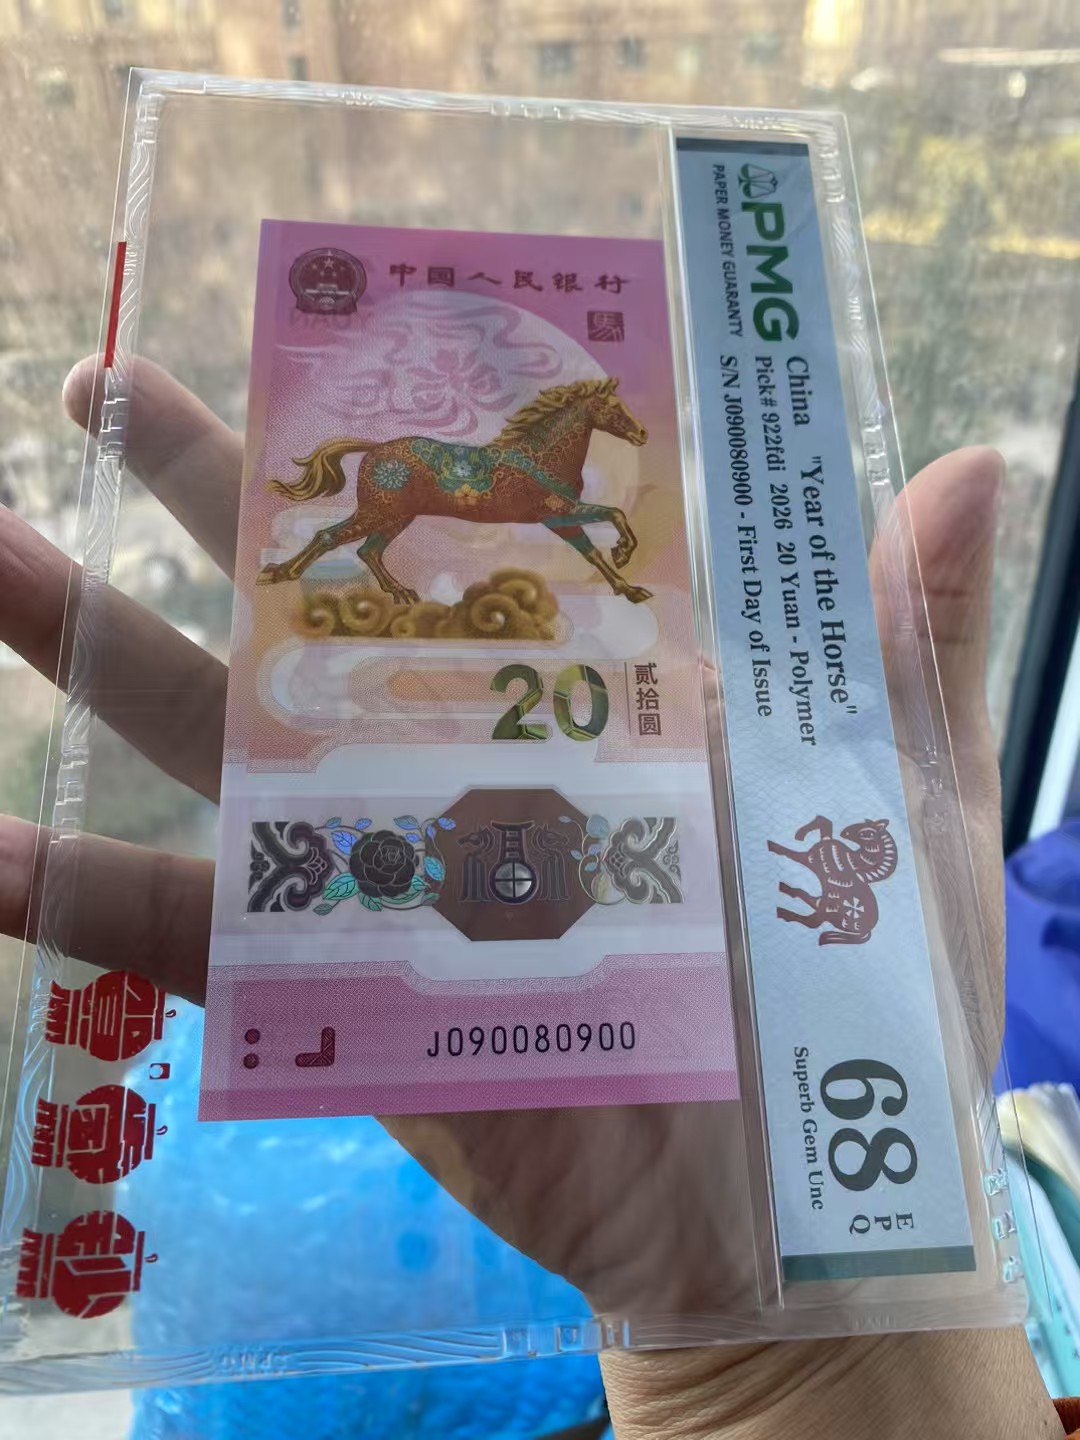 中国人民银行
馬
20
贰拾圆
J090080900
PMG
PAPER MONEY GUARANTY
China "Year of the Horse"
Pick# 922fdi 2026 20 Yuan - Polymer
S/N J090080900 - First Day of Issue
68 EPQ
Superb Gem Unc